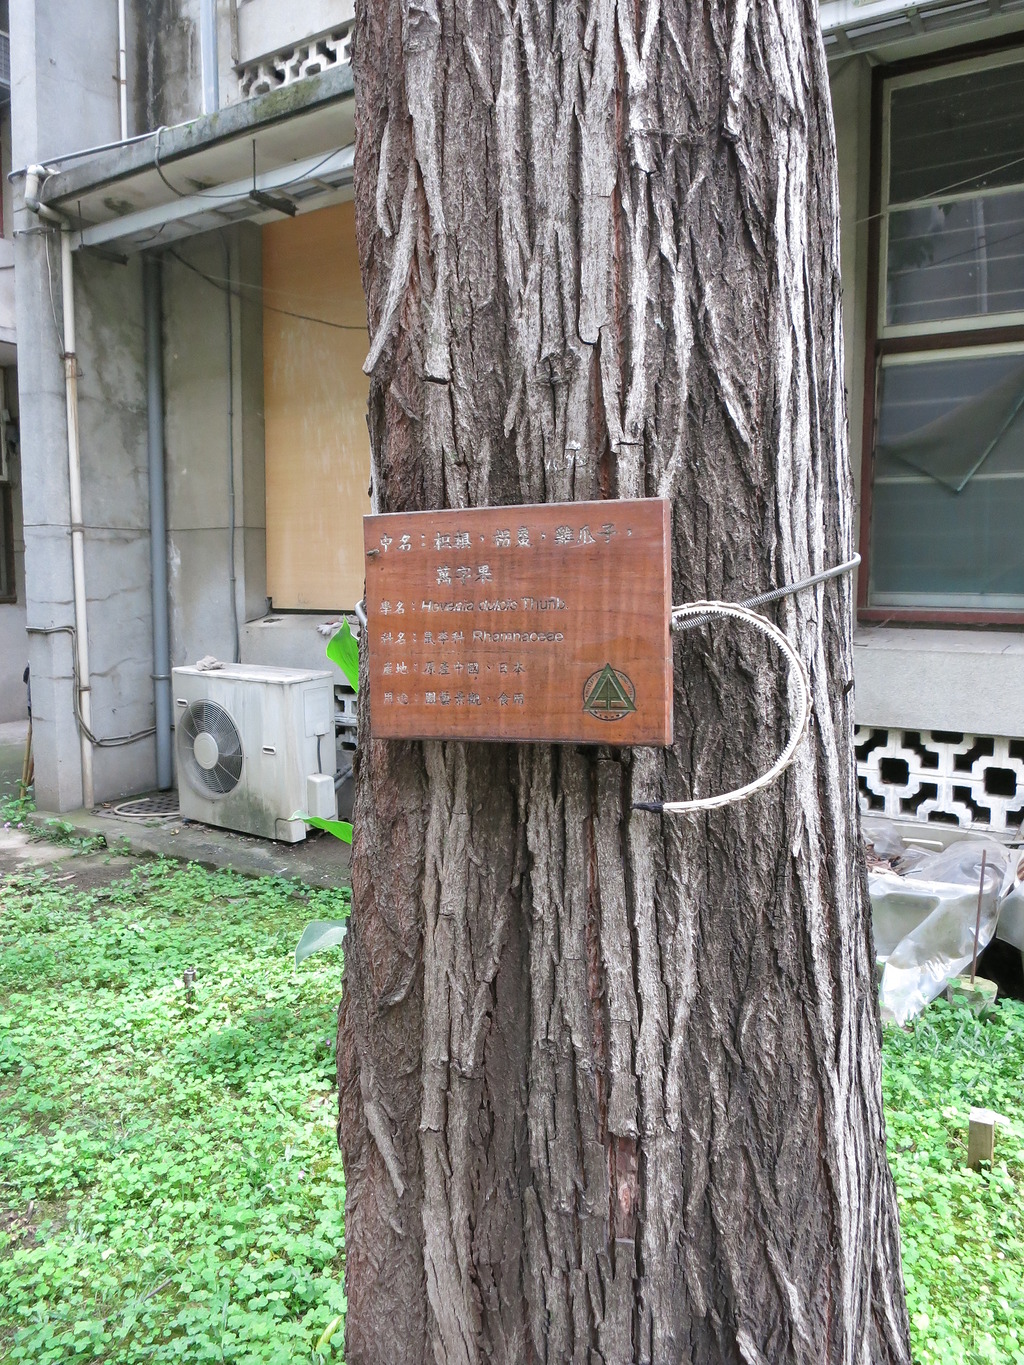 中名：枳椇、拐棗、雞爪子、
萬字果
學名：Hovenia dulcis Thunb.
科名：鼠李科 Rhamnaceae
產地：原產中國、日本
用途：園藝景觀、食用